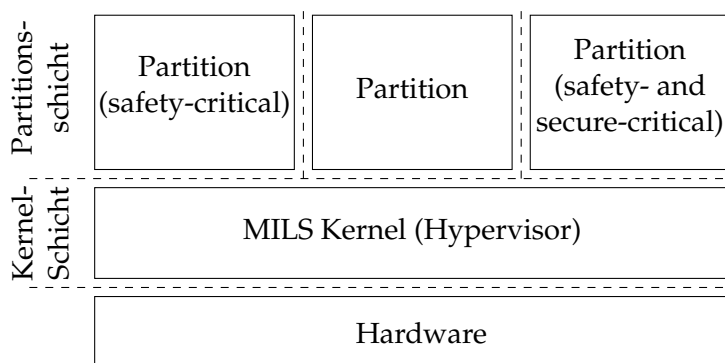 Partitions-
schicht
Partition
(safety-critical)
Partition
Partition
(safety- and
secure-critical)
Kernel-
Schicht
MILS Kernel (Hypervisor)
Hardware